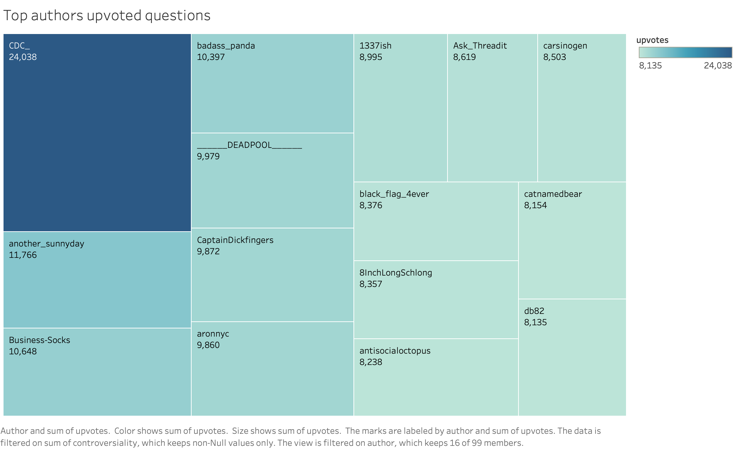 Top authors upvoted questions
CDC_
24,038
badass_panda
10,397
1337ish
8,995
Ask_Threadit
8,619
carsinogen
8,503
upvotes
8,135 24,038
______DEADPOOL______
9,979
another_sunnyday
11,766
CaptainDickfingers
9,872
black_flag_4ever
8,376
catnamedbear
8,154
8InchLongSchlong
8,357
Business-Socks
10,648
aronnyc
9,860
antisocialoctopus
8,238
db82
8,135
Author and sum of upvotes. Color shows sum of upvotes. Size shows sum of upvotes. The marks are labeled by author and sum of upvotes. The data is
filtered on sum of controversiality, which keeps non-Null values only. The view is filtered on author, which keeps 16 of 99 members.